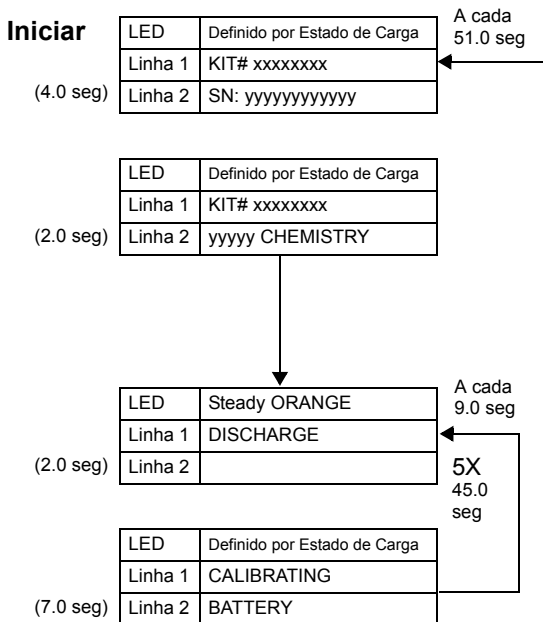 Iniciar
LED Definido por Estado de Carga
Linha 1 KIT# xxxxxxxx
(4.0 seg) Linha 2 SN: yyyyyyyyyyyy
A cada
51.0 seg
LED Definido por Estado de Carga
Linha 1 KIT# xxxxxxxx
(2.0 seg) Linha 2 yyyyy CHEMISTRY
LED Steady ORANGE
Linha 1 DISCHARGE
(2.0 seg) Linha 2
A cada
9.0 seg
5X
45.0
seg
LED Definido por Estado de Carga
Linha 1 CALIBRATING
(7.0 seg) Linha 2 BATTERY